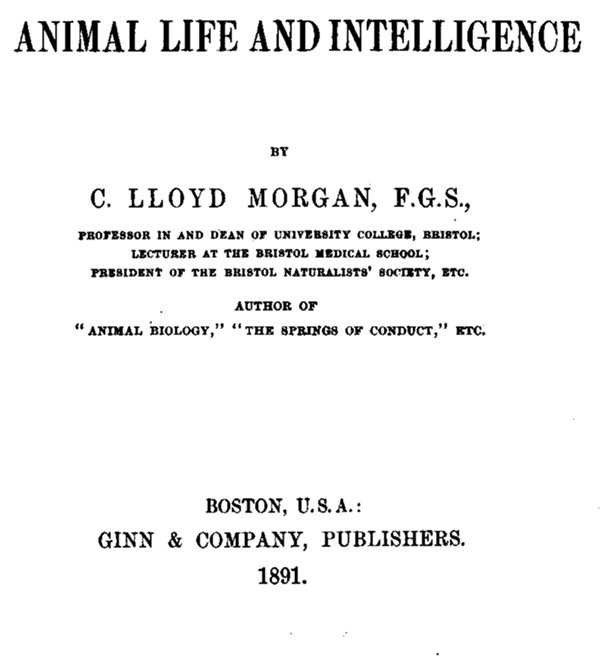 ANIMAL LIFE AND INTELLIGENCE
BY
C. LLOYD MORGAN, F.G.S.,
PROFESSOR IN AND DEAN OF UNIVERSITY COLLEGE, BRISTOL;
LECTURER AT THE BRISTOL MEDICAL SCHOOL;
PRESIDENT OF THE BRISTOL NATURALISTS' SOCIETY, ETC.
AUTHOR OF
"ANIMAL BIOLOGY," "THE SPRINGS OF CONDUCT," ETC.
BOSTON, U.S.A.:
GINN & COMPANY, PUBLISHERS.
1891.